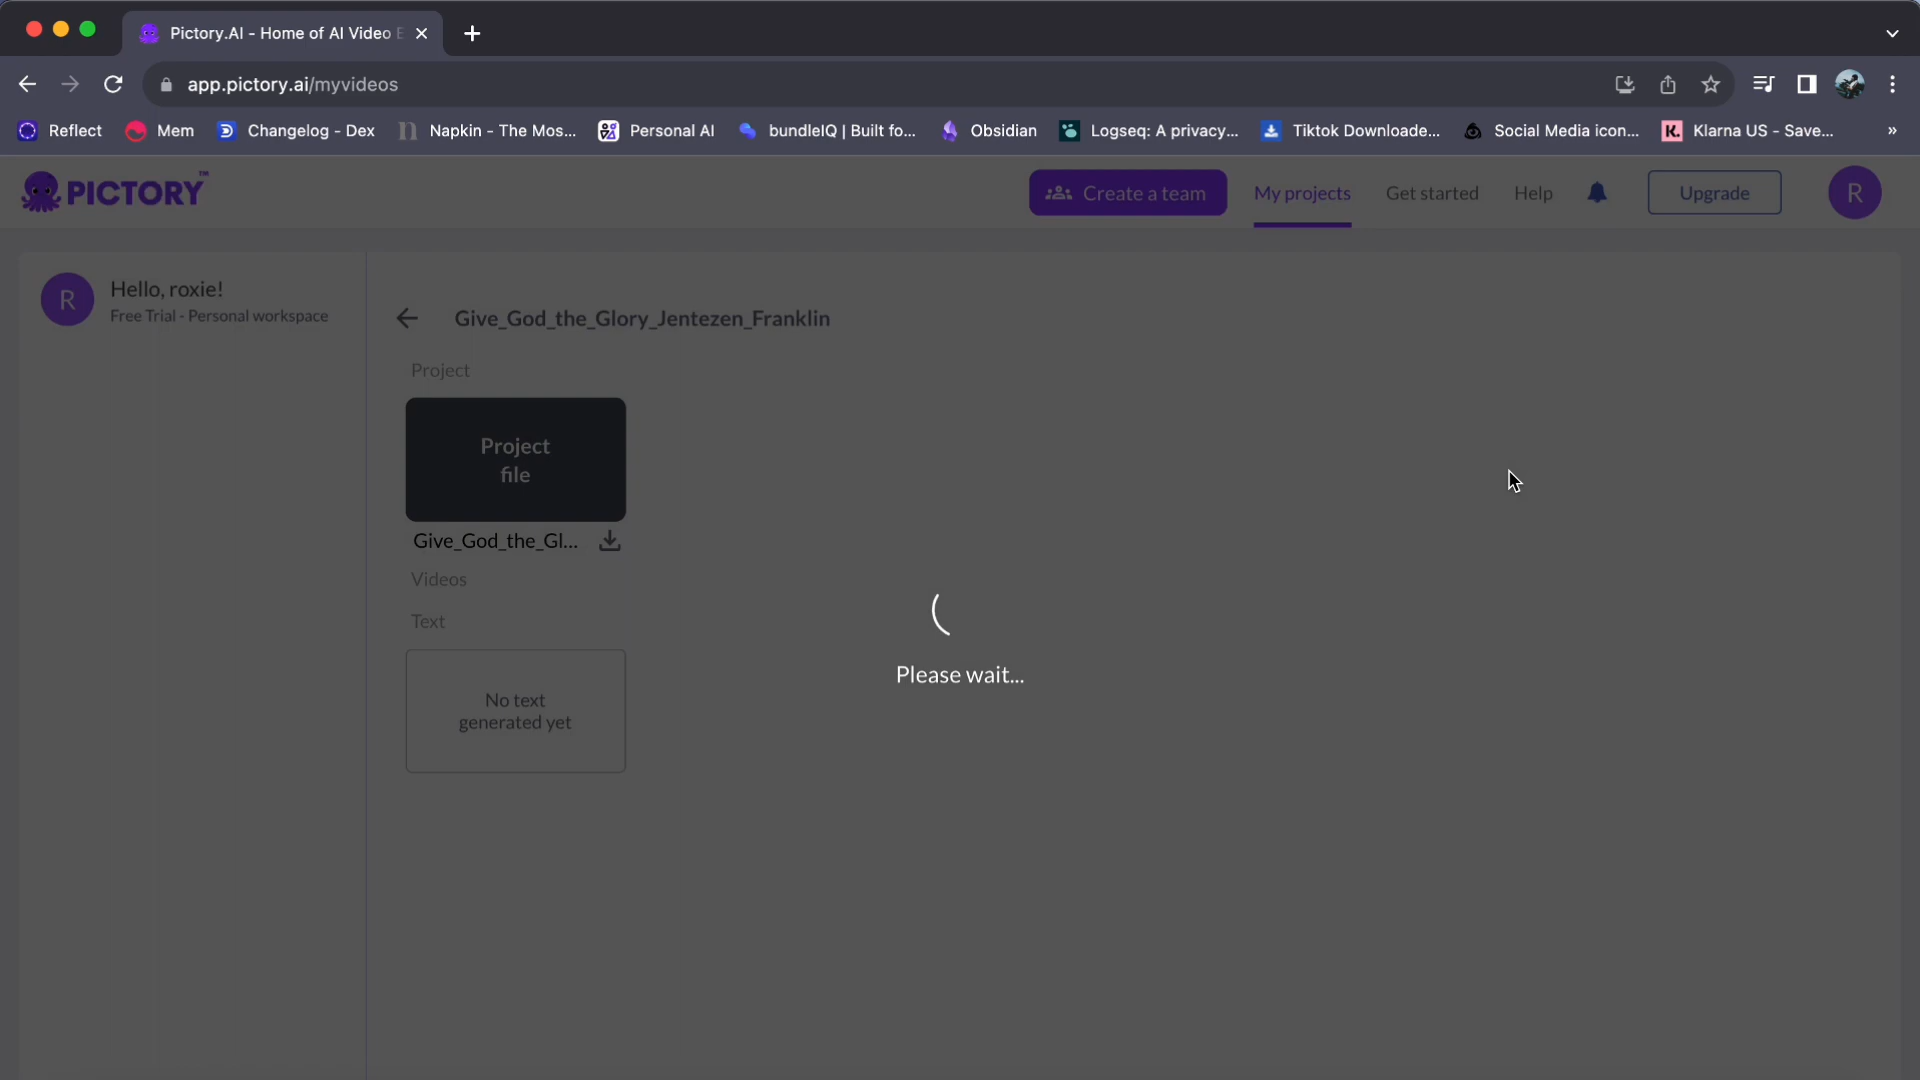 Pictory.AI - Home of AI Video E
app.pictory.ai/myvideos
Reflect
Mem
Changelog - Dex
Napkin - The Mos...
Personal AI
bundleIQ | Built fo...
Obsidian
Logseq: A privacy...
Tiktok Downloade...
Social Media icon...
K. Klarna US - Save...
»
PICTORY™
Create a team
My projects
Get started
Help
Upgrade
R
R
Hello, roxie!
Free Trial - Personal workspace
Give_God_the_Glory_Jentezen_Franklin
Project
Project
file
Give_God_the_Gl...
Videos
Text
No text
generated yet
Please wait...